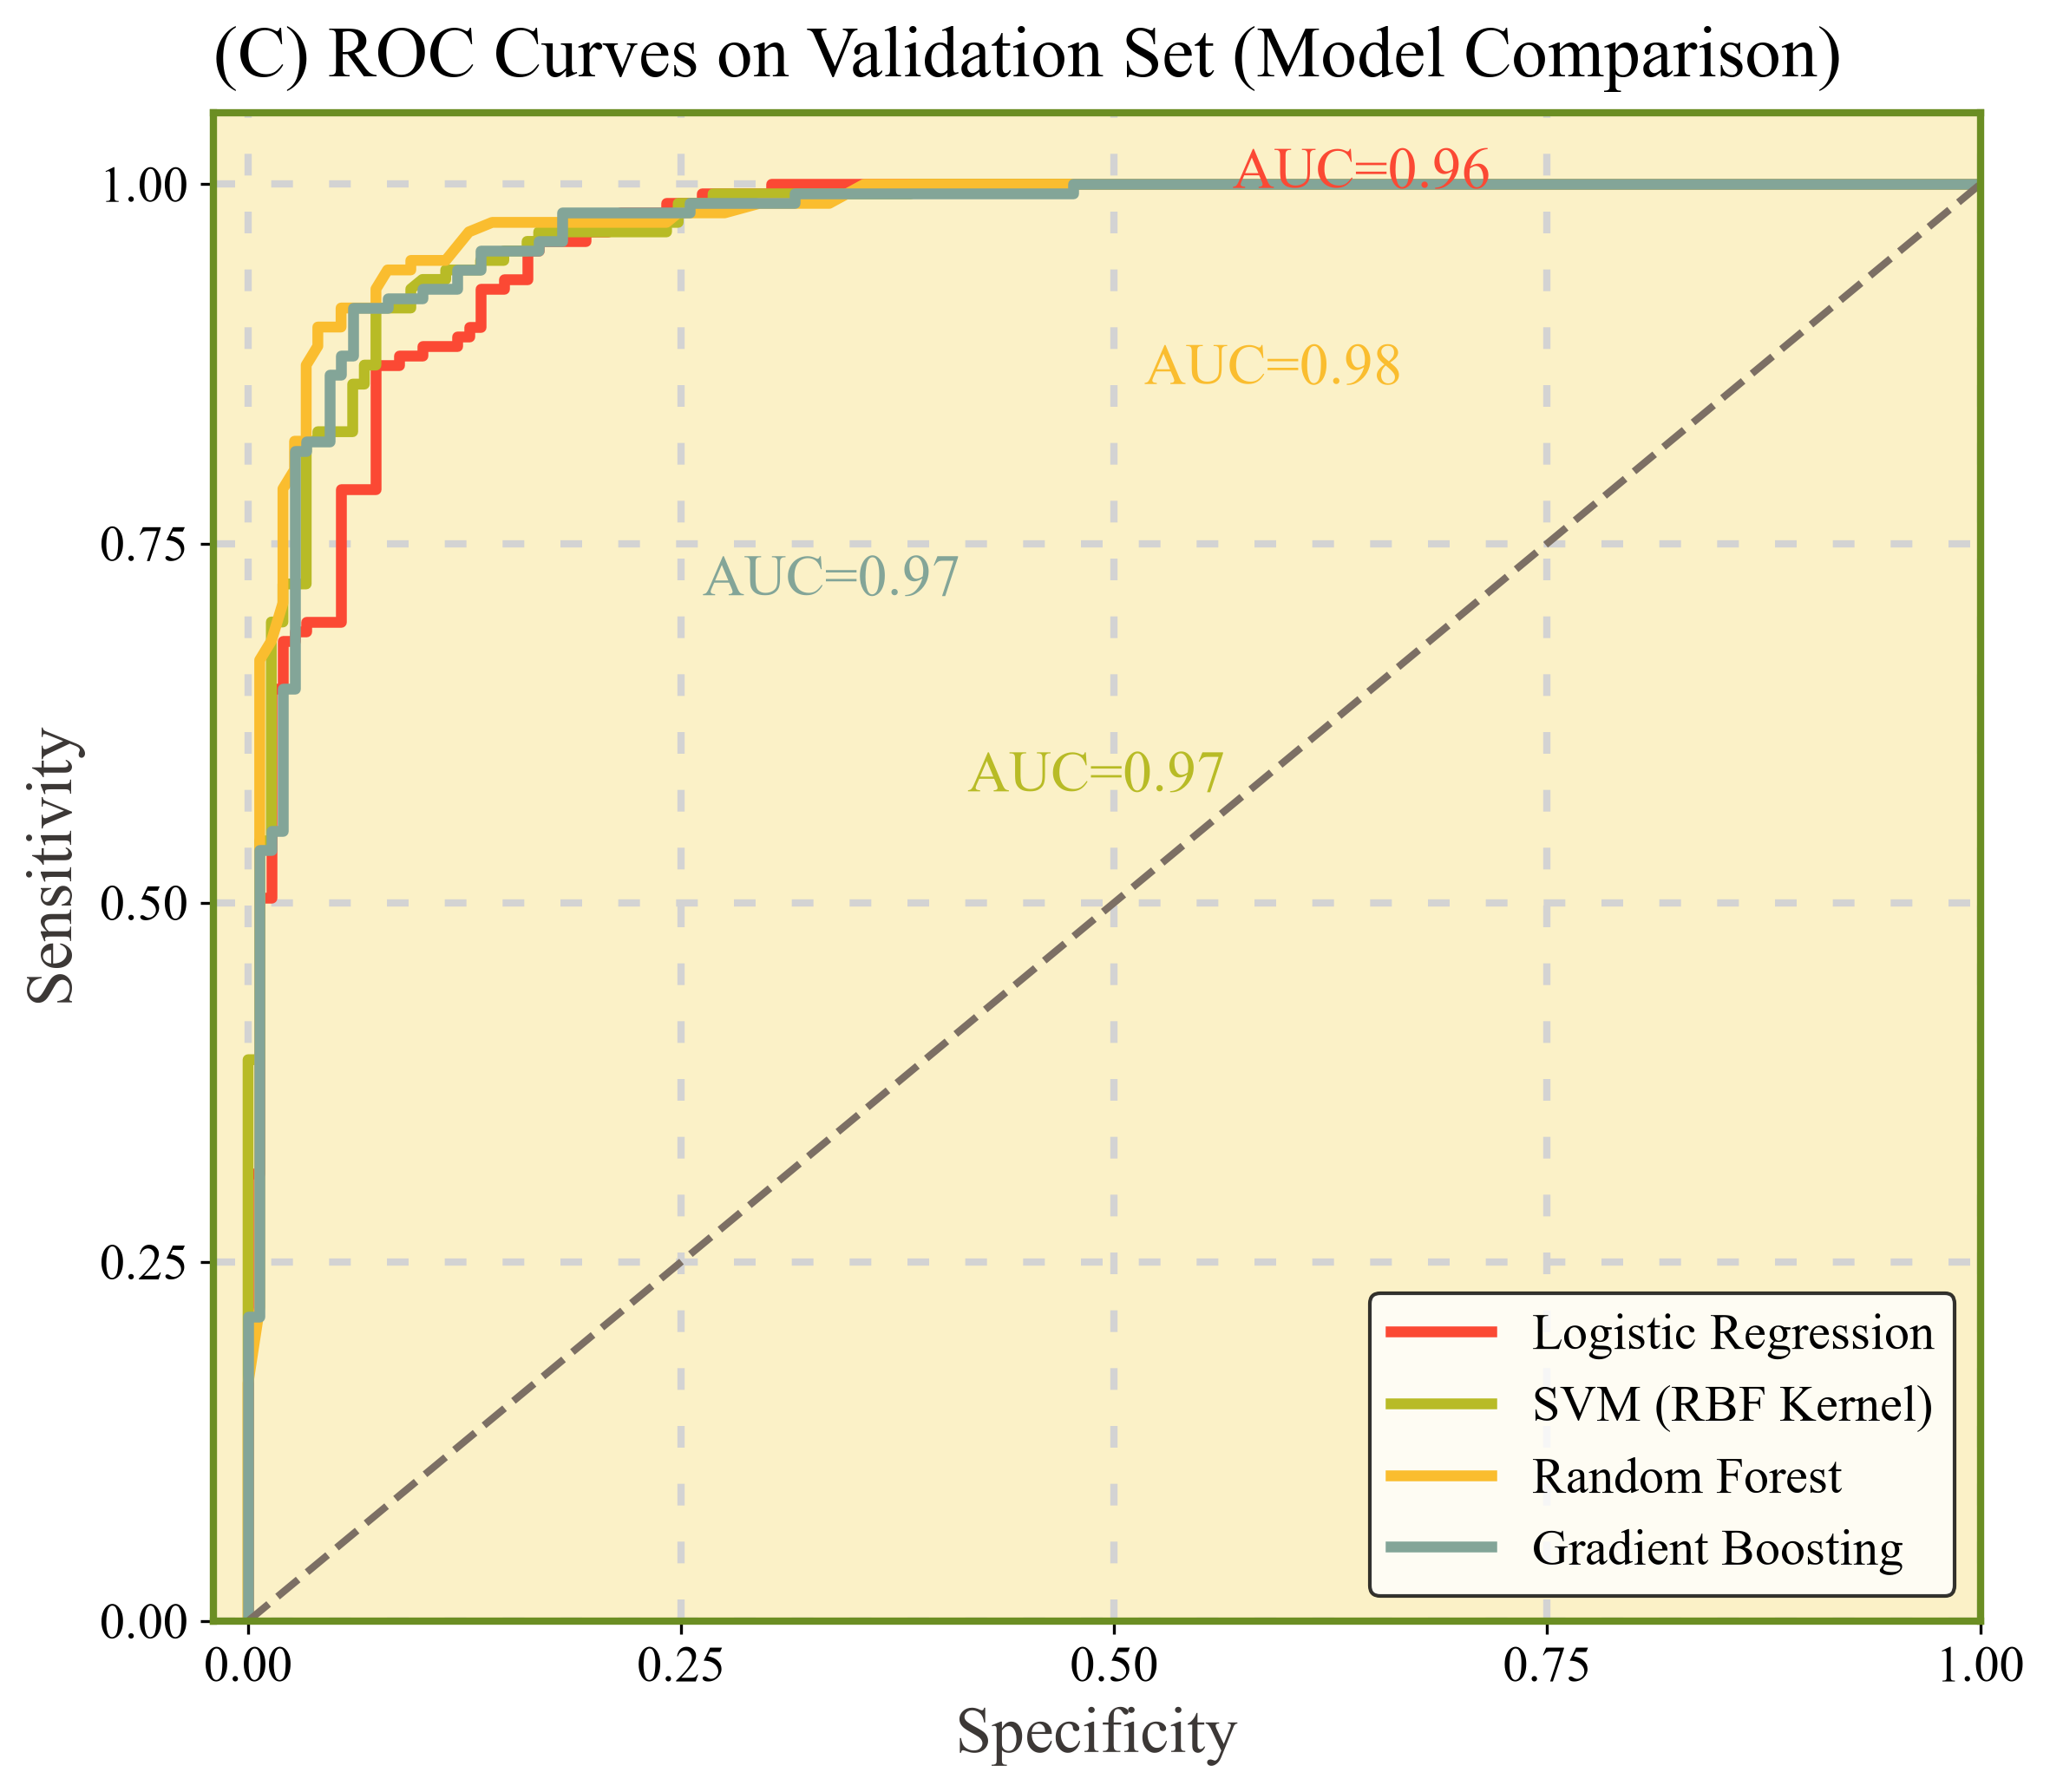 (C) ROC Curves on Validation Set (Model Comparison)
Sensitivity
1.00
0.75
0.50
0.25
0.00
AUC=0.96
AUC=0.98
AUC=0.97
AUC=0.97
Logistic Regression
SVM (RBF Kernel)
Random Forest
Gradient Boosting
0.00 0.25 0.50 0.75 1.00
Specificity